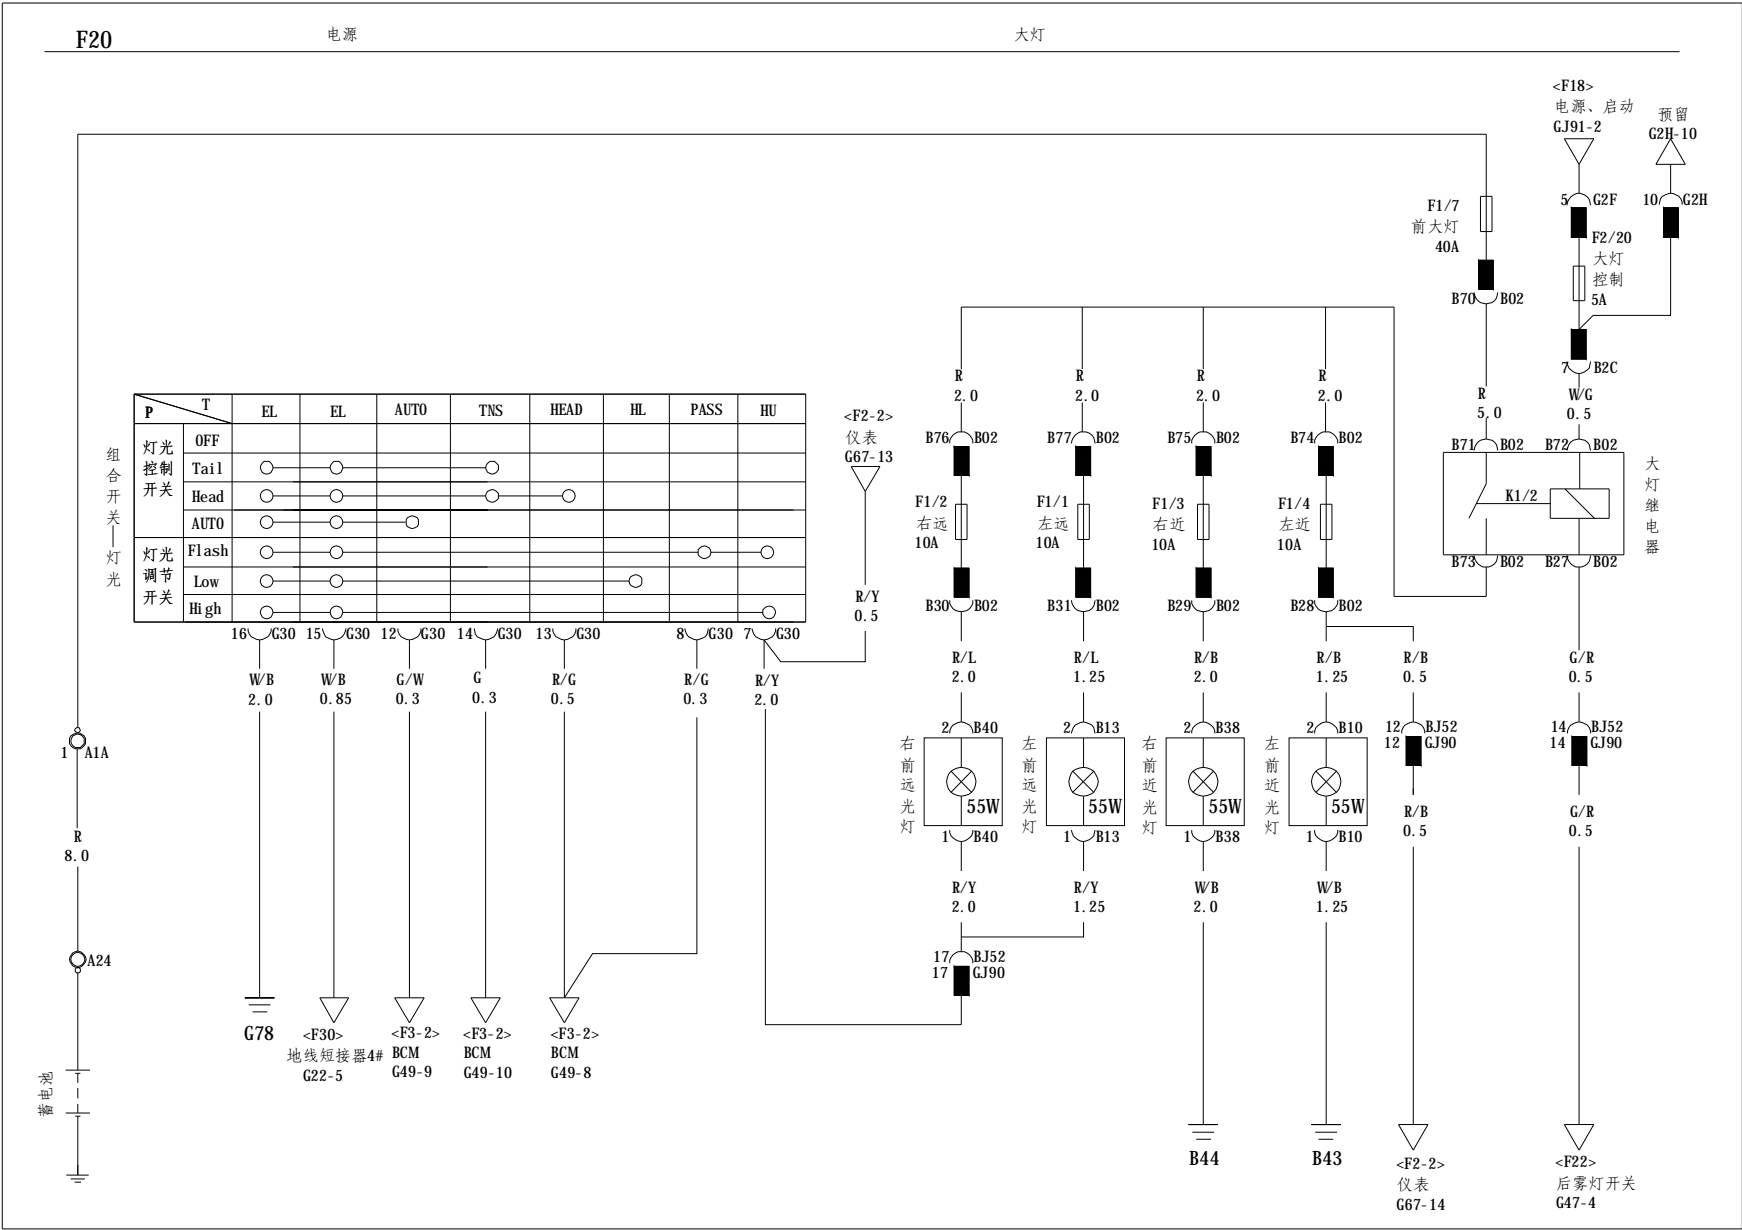 F20
电源
大灯
<F18>
电源、启动
GJ91-2
预留
G2H-10
5 G2F
10 G2H
F1/7
前大灯
40A
F2/20
大灯
控制
5A
B70 B02
7 B2C
R
5.0
W/G
0.5
B71 B02 B72 B02
K1/2
大灯继电器
B73 B02 B27 B02
R
2.0
R
2.0
R
2.0
R
2.0
B76 B02 B77 B02 B75 B02 B74 B02
F1/2
右远
10A
F1/1
左远
10A
F1/3
右近
10A
F1/4
左近
10A
B30 B02 B31 B02 B29 B02 B28 B02
组合开关—灯光
P T EL EL AUTO TNS HEAD HL PASS HU
灯光
控制
开关
OFF
Tail
Head
AUTO
灯光
调节
开关
Flash
Low
High
<F2-2>
仪表
G67-13
R/Y
0.5
16 G30 15 G30 12 G30 14 G30 13 G30 8 G30 7 G30
W/B
2.0
W/B
0.85
G/W
0.3
G
0.3
R/G
0.5
R/G
0.3
R/Y
2.0
R/L
2.0
R/L
1.25
R/B
2.0
R/B
1.25
R/B
0.5
G/R
0.5
2 B40 2 B13 2 B38 2 B10
12 BJ52
12 GJ90
14 BJ52
14 GJ90
右前远光灯
55W
左前远光灯
55W
右前近光灯
55W
左前近光灯
55W
1 B40 1 B13 1 B38 1 B10
R/B
0.5
G/R
0.5
1 A1A
R
8.0
A24
R/Y
2.0
R/Y
1.25
W/B
2.0
W/B
1.25
17 BJ52
17 GJ90
G78
<F30>
地线短接器4#
G22-5
<F3-2>
BCM
G49-9
<F3-2>
BCM
G49-10
<F3-2>
BCM
G49-8
蓄电池
B44
B43
<F2-2>
仪表
G67-14
<F22>
后雾灯开关
G47-4